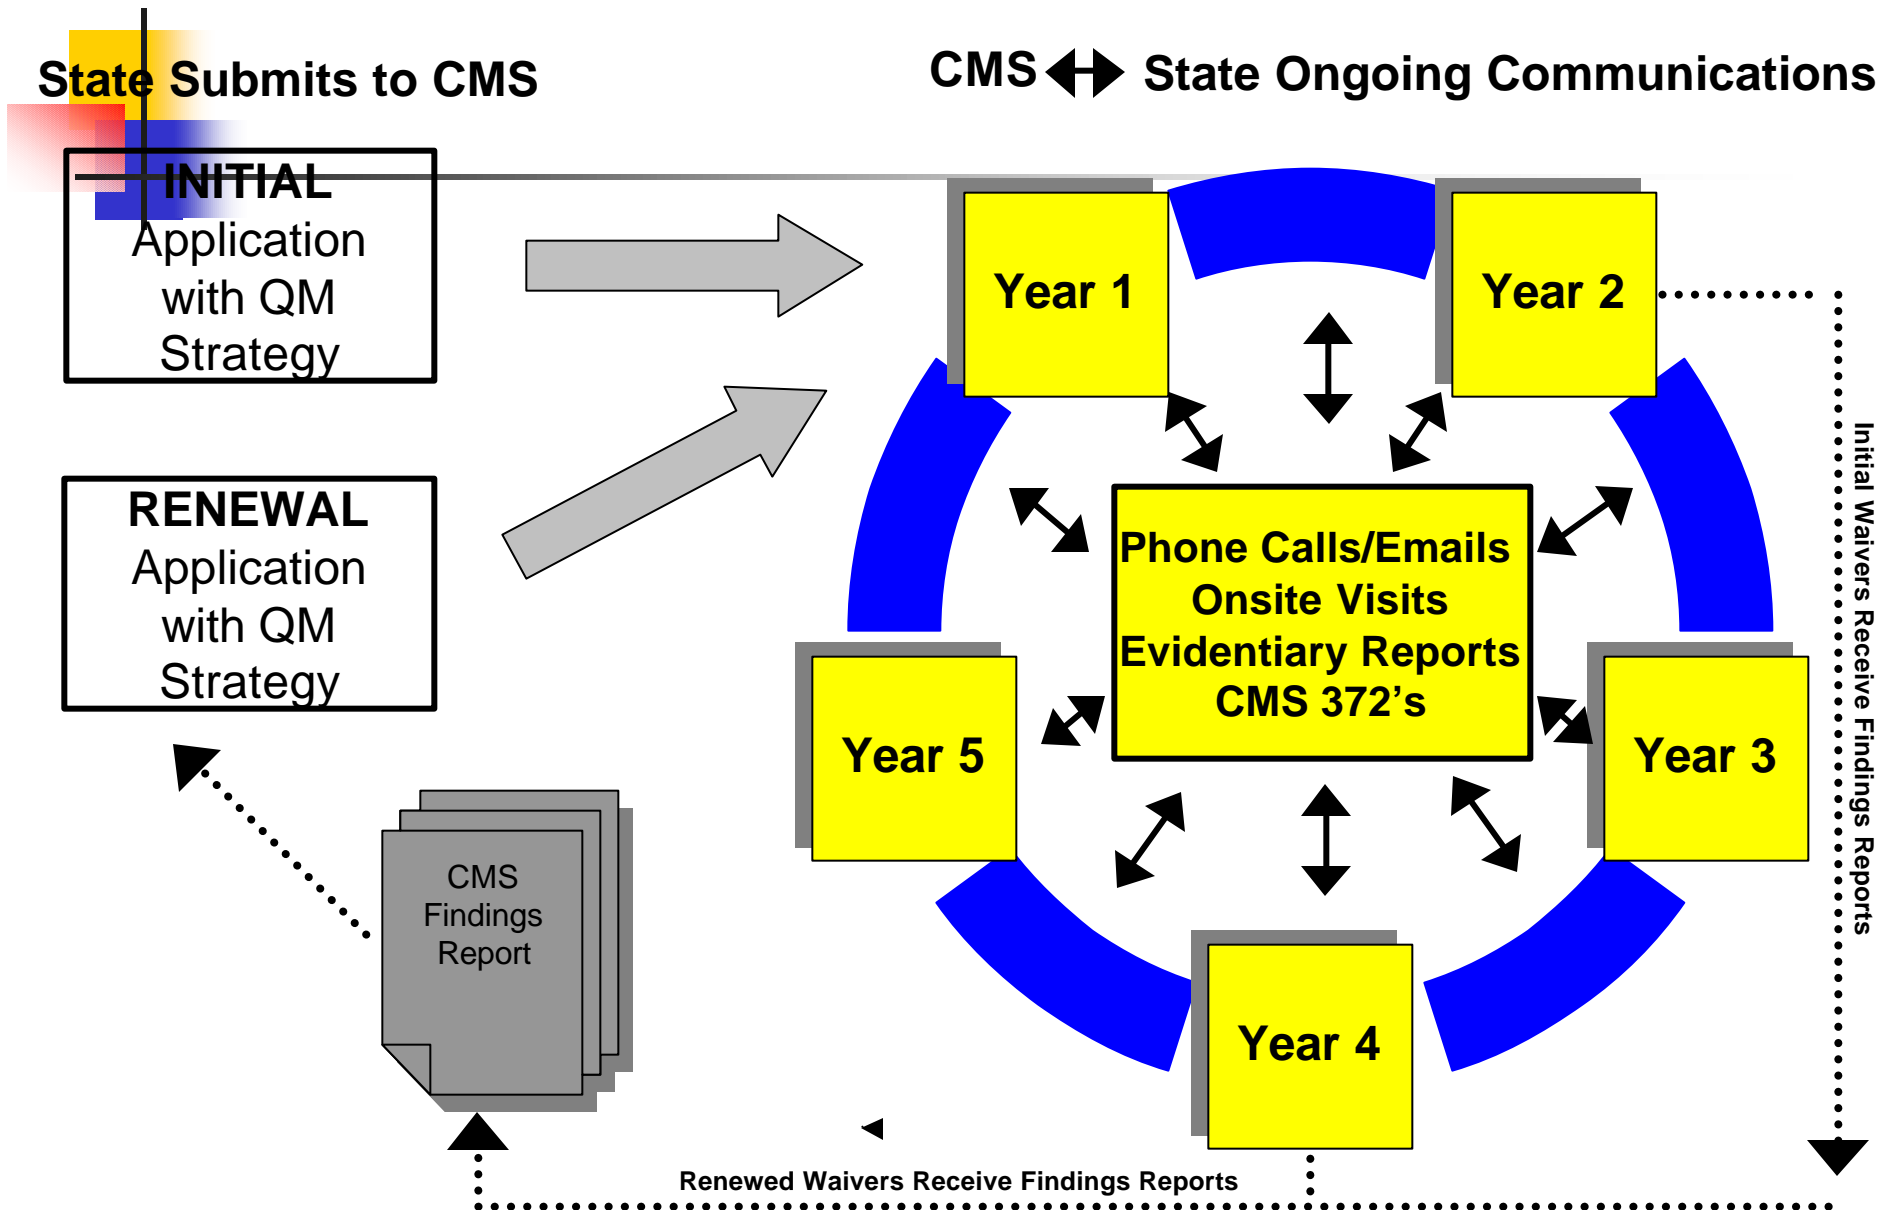 State Submits to CMS
CMS State Ongoing Communications
INITIAL
Application
with QM
Strategy
RENEWAL
Application
with QM
Strategy
CMS
Findings
Report
Year 1
Year 2
Year 3
Year 4
Year 5
Phone Calls/Emails
Onsite Visits
Evidentiary Reports
CMS 372’s
Initial Waivers Receive Findings Reports
Renewed Waivers Receive Findings Reports